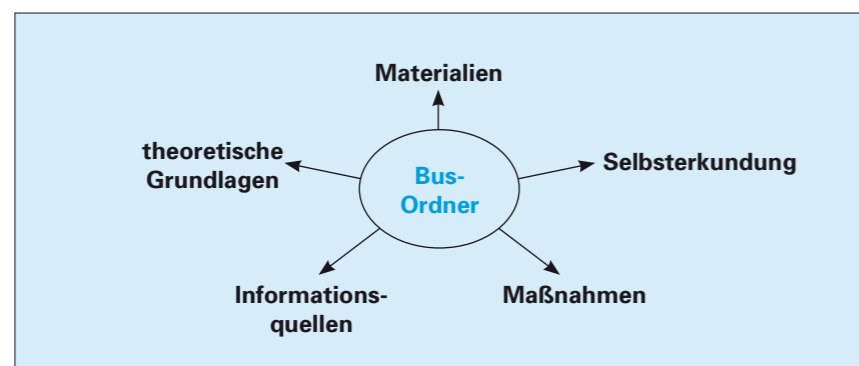 Materialien
theoretische
Grundlagen
Bus-
Ordner
Selbsterkundung
Informations-
quellen
Maßnahmen